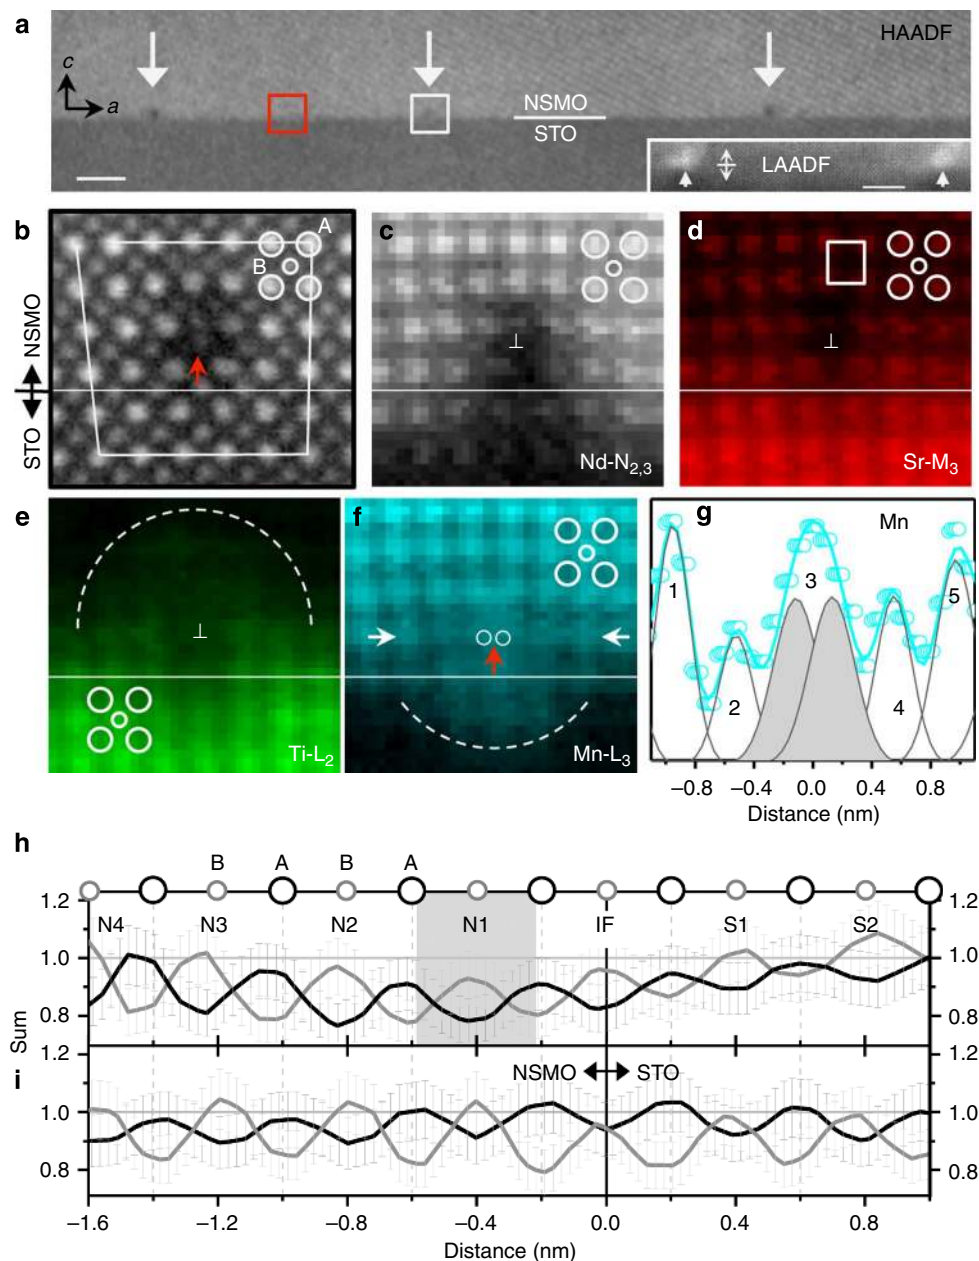 a
HAADF
c
a
NSMO
STO
LAADF
b
A
B
NSMO
STO
c
⊥
Nd-N2,3
d
⊥
Sr-M3
e
⊥
Ti-L2
f
Mn-L3
g
Mn
1
2
3
4
5
−0.8 −0.4 0.0 0.4 0.8
Distance (nm)
h
B A B A
1.2 1.2
N4 N3 N2 N1 IF S1 S2
1.0 1.0
0.8 0.8
Sum
i
1.2 1.2
NSMO STO
1.0 1.0
0.8 0.8
−1.6 −1.2 −0.8 −0.4 0.0 0.4 0.8
Distance (nm)